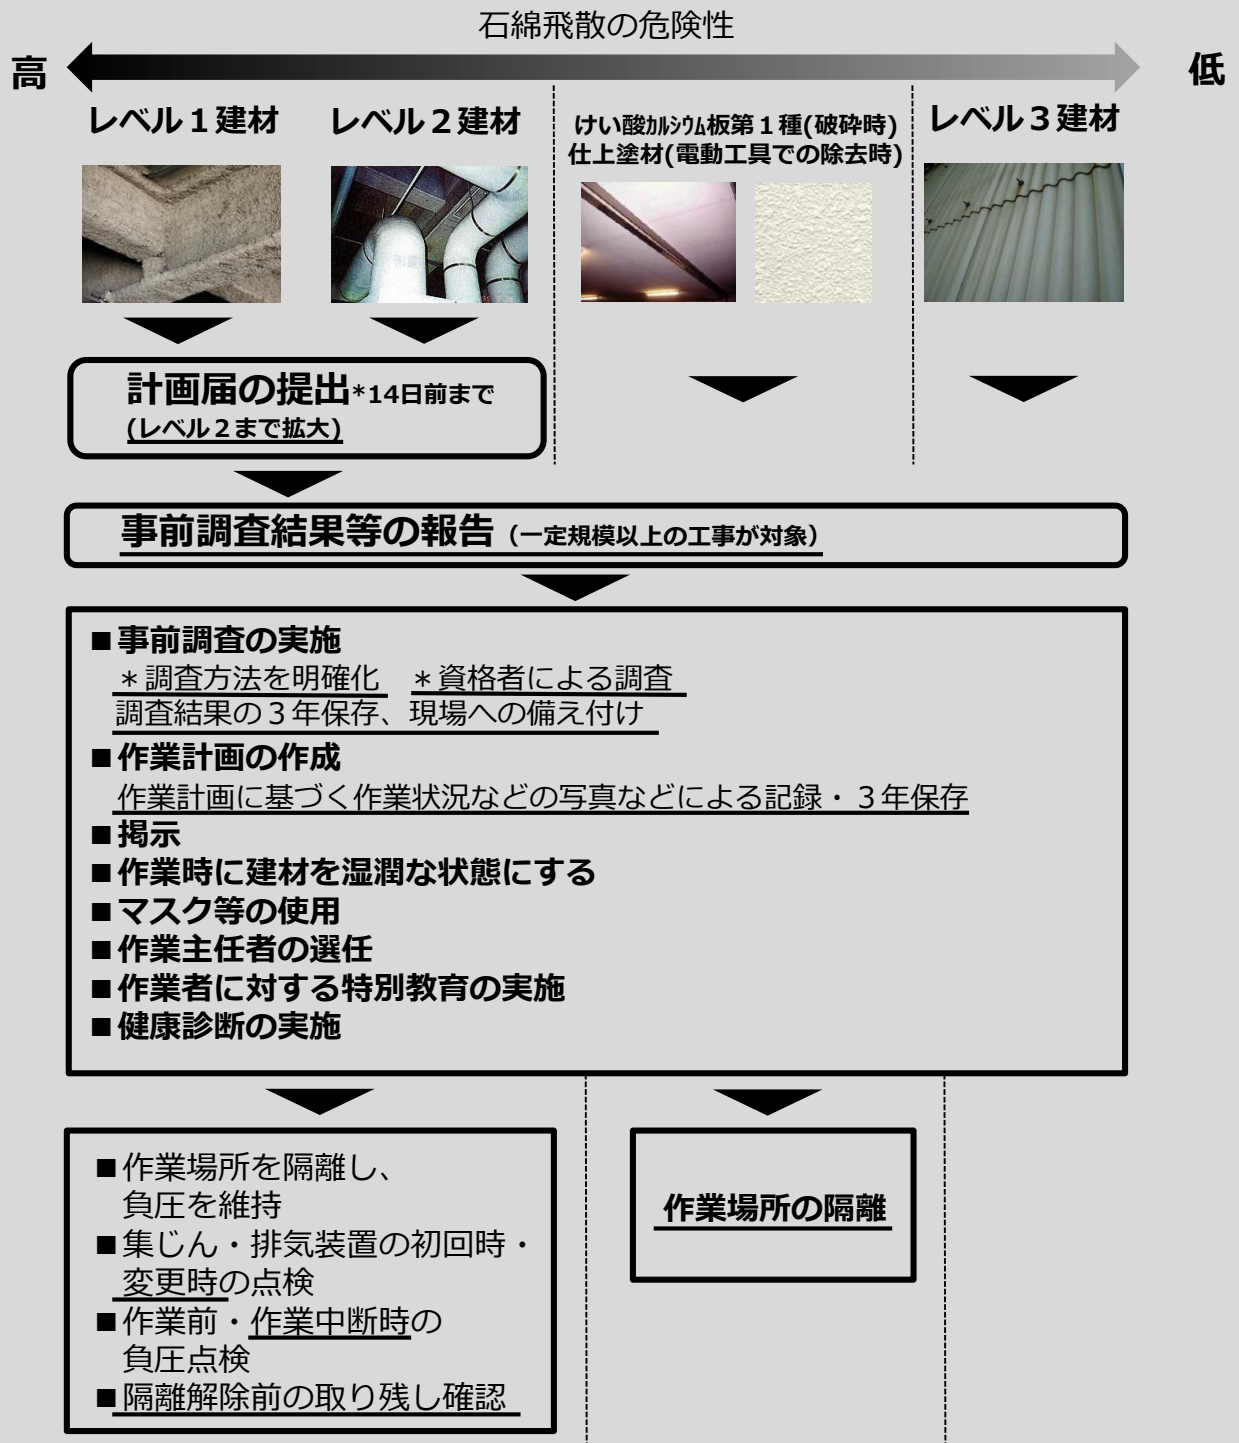 石綿飛散の危険性
高
低
レベル１建材
レベル２建材
けい酸ｶﾙｼｳﾑ板第１種(破砕時)
仕上塗材(電動工具での除去時)
レベル３建材
計画届の提出*14日前まで
(レベル２まで拡大)
事前調査結果等の報告（一定規模以上の工事が対象）
■事前調査の実施
＊調査方法を明確化　＊資格者による調査
調査結果の３年保存、現場への備え付け
■作業計画の作成
作業計画に基づく作業状況などの写真などによる記録・３年保存
■掲示
■作業時に建材を湿潤な状態にする
■マスク等の使用
■作業主任者の選任
■作業者に対する特別教育の実施
■健康診断の実施
■作業場所を隔離し、
負圧を維持
■集じん・排気装置の初回時・
変更時の点検
■作業前・作業中断時の
負圧点検
■隔離解除前の取り残し確認
作業場所の隔離